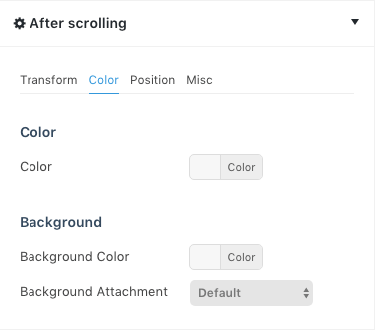 After scrolling
Transform Color Position Misc
Color
Color Color
Background
Background Color Color
Background Attachment Default